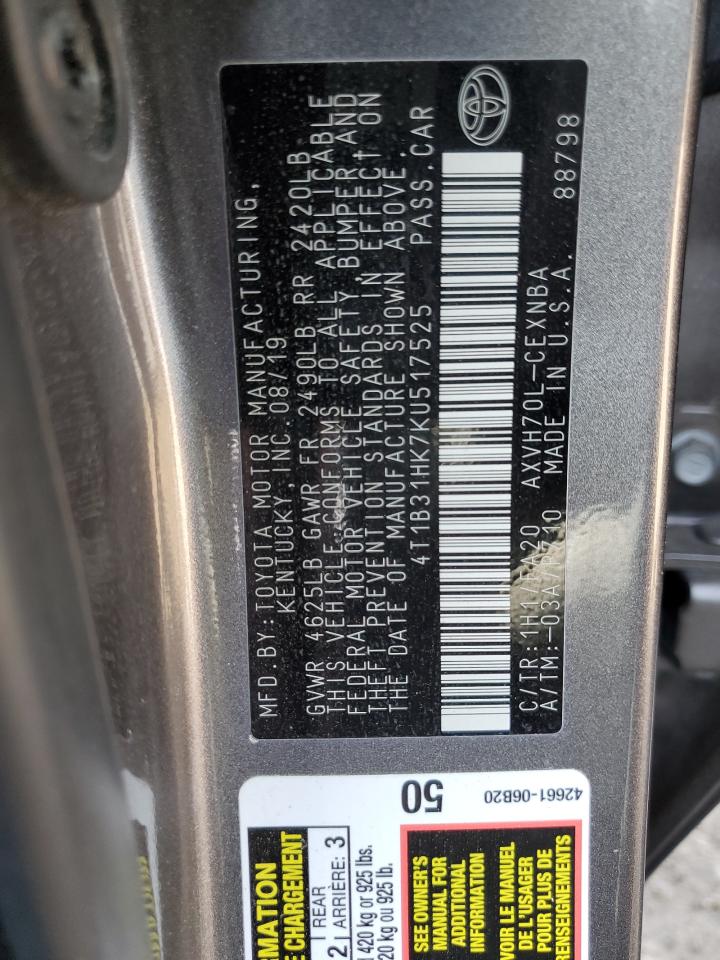 MFD.BY:TOYOTA MOTOR MANUFACTURING,
KENTUCKY, INC. 08/19
GVWR 4625LB GAWR FR 2490LB RR 2420LB
THIS VEHICLE CONFORMS TO ALL APPLICABLE
FEDERAL MOTOR VEHICLE SAFETY, BUMPER AND
THEFT PREVENTION STANDARDS IN EFFECT ON
THE DATE OF MANUFACTURE SHOWN ABOVE.
4T1B31HK7KU517525 PASS.CAR
C/TR:1H1/FA20 AXVH70L-CEXNBA
A/TM:-03A/P710 MADE IN U.S.A. 88798
50
42661-06B20
REAR
2 ARRIÈRE: 3
420 kg or 925 lbs.
kg ou 925 lb.
SEE OWNER'S
MANUAL FOR
ADDITIONAL
INFORMATION
VOIR LE MANUEL
DE L'USAGER
POUR PLUS DE
RENSEIGNEMENTS